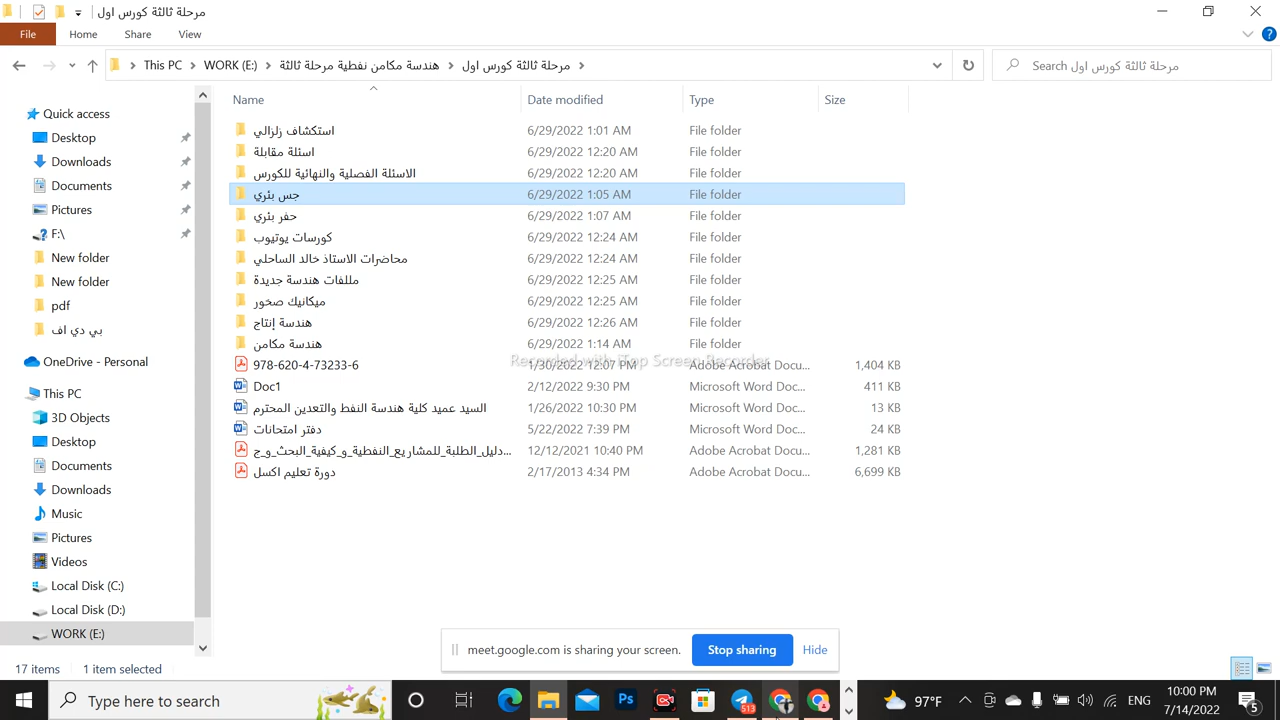 مرحلة ثالثة كورس اول
File Home Share View
This PC WORK (E:) هندسة مكامن نفطية مرحلة ثالثة مرحلة ثالثة كورس اول
Search مرحلة ثالثة كورس اول
Name Date modified Type Size
استكشاف زلزالي 6/29/2022 1:01 AM File folder
اسئلة مقابلة 6/29/2022 12:20 AM File folder
الاسئلة الفصلية والنهائية للكورس 6/29/2022 12:20 AM File folder
جس بئري 6/29/2022 1:05 AM File folder
حفر بئري 6/29/2022 1:07 AM File folder
كورسات يوتيوب 6/29/2022 12:24 AM File folder
محاضرات الاستاذ خالد الساحلي 6/29/2022 12:24 AM File folder
مللفات هندسة جديدة 6/29/2022 12:25 AM File folder
ميكانيك صخور 6/29/2022 12:25 AM File folder
هندسة إنتاج 6/29/2022 12:26 AM File folder
هندسة مكامن 6/29/2022 1:14 AM File folder
Recorded with iTop Screen Recorder
978-620-4-73233-6 1/30/2022 12:07 PM Adobe Acrobat Docu... 1,404 KB
Doc1 2/12/2022 9:30 PM Microsoft Word Doc... 411 KB
السيد عميد كلية هندسة النفط والتعدين المحترم 1/26/2022 10:30 PM Microsoft Word Doc... 13 KB
دفتر امتحانات 5/22/2022 7:39 PM Microsoft Word Doc... 24 KB
دليل_الطلبة_للمشاريع_النفطية_و_كيفية_البحث_و_ج... 12/12/2021 10:40 PM Adobe Acrobat Docu... 1,281 KB
دورة تعليم اكسل 2/17/2013 4:34 PM Adobe Acrobat Docu... 6,699 KB
Quick access
Desktop
Downloads
Documents
Pictures
F:\
New folder
New folder
pdf
بي دي اف
OneDrive - Personal
This PC
3D Objects
Desktop
Documents
Downloads
Music
Pictures
Videos
Local Disk (C:)
Local Disk (D:)
WORK (E:)
meet.google.com is sharing your screen. Stop sharing Hide
17 items 1 item selected
Type here to search
Ps
513
97°F
ENG
10:00 PM
7/14/2022
5